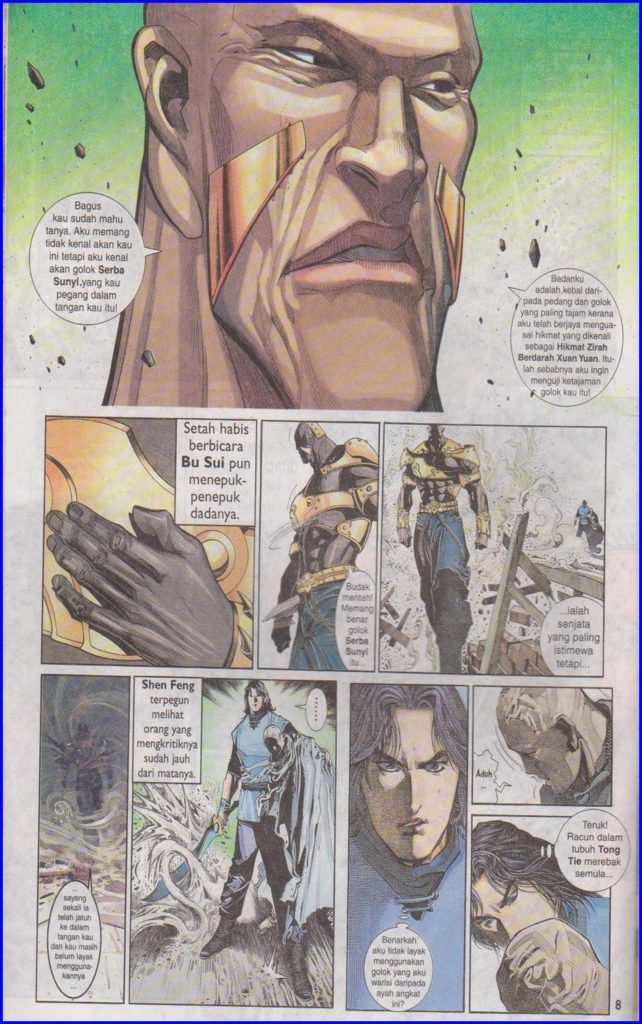 Bagus
kau sudah mahu
tanya. Aku memang
tidak kenal akan kau
ini tetapi aku kenal
akan golok Serba
Sunyi,yang kau
pegang dalam
tangan kau itu!
Badanku
adalah kebal dari-
pada pedang dan golok
yang paling tajam kerana
aku telah berjaya mengua-
sai hikmat yang dikenali
sebagai Hikmat Zirah
Berdarah Xuan Yuan. Itu-
lah sebabnya aku ingin
menguji ketajaman
golok kau itu!
Setah habis
berbicara
Bu Sui pun
menepuk-
penepuk
dadanya.
Budak
mentah!
Memang
benar
golok
Serba
Sunyi
itu...
...ialah
senjata
yang paling
istimewa
tetapi...
...
sayang
sekali ia
telah jatuh
ke dalam
tangan kau
dan kau masih
belum layak
mengguna-
kannya
...
Shen Feng
terpegun
melihat
orang yang
mengkritiknya
sudah jauh
dari matanya.
......
Benarkah
aku tidak layak
menggunakan
golok yang aku
warisi daripada
ayah angkat
ini?
Aduh
...
Teruk!
Racun dalam
tubuh Tong
Tie merebak
semula...
8